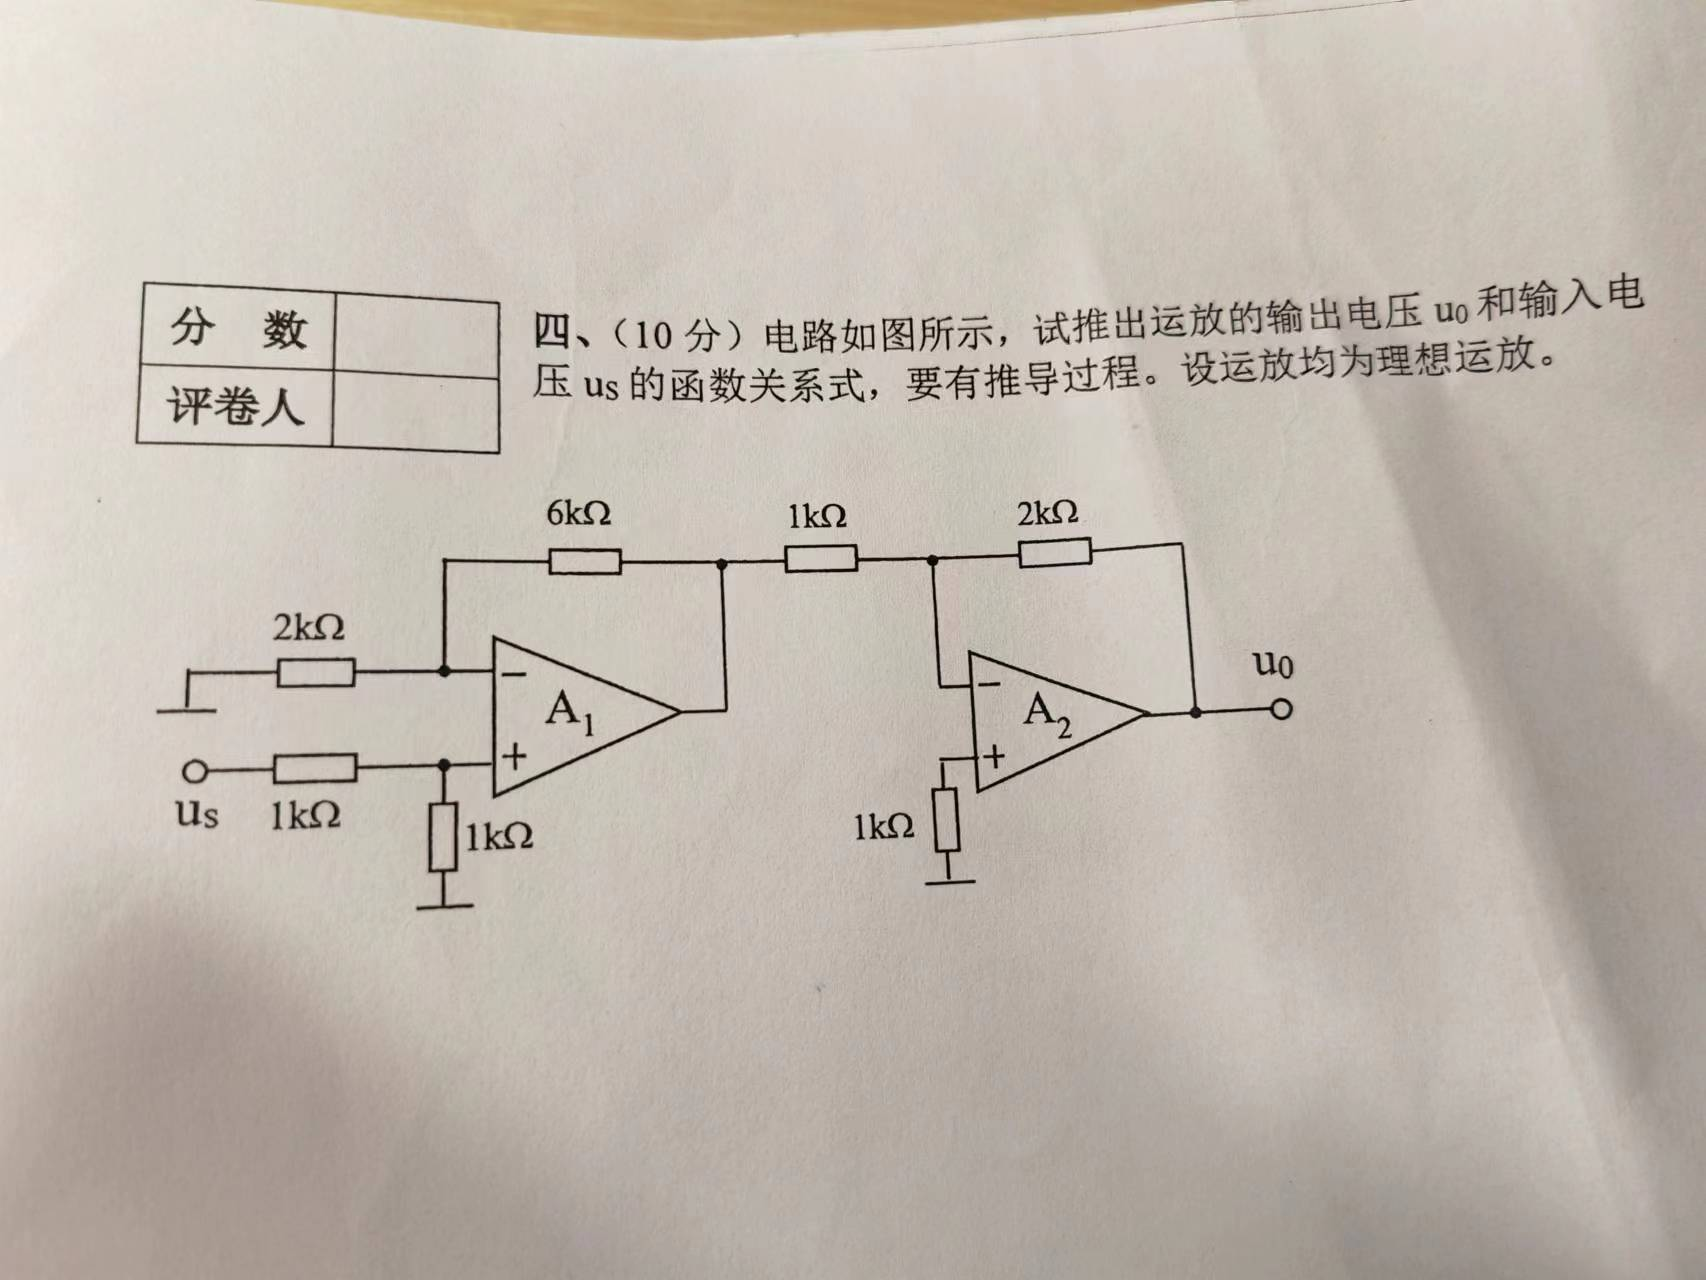 分 数
评卷人
四、（10 分）电路如图所示，试推出运放的输出电压 u0 和输入电
压 us 的函数关系式，要有推导过程。设运放均为理想运放。
6kΩ
1kΩ
2kΩ
2kΩ
−
A1
+
us
1kΩ
1kΩ
−
A2
+
u0
1kΩ